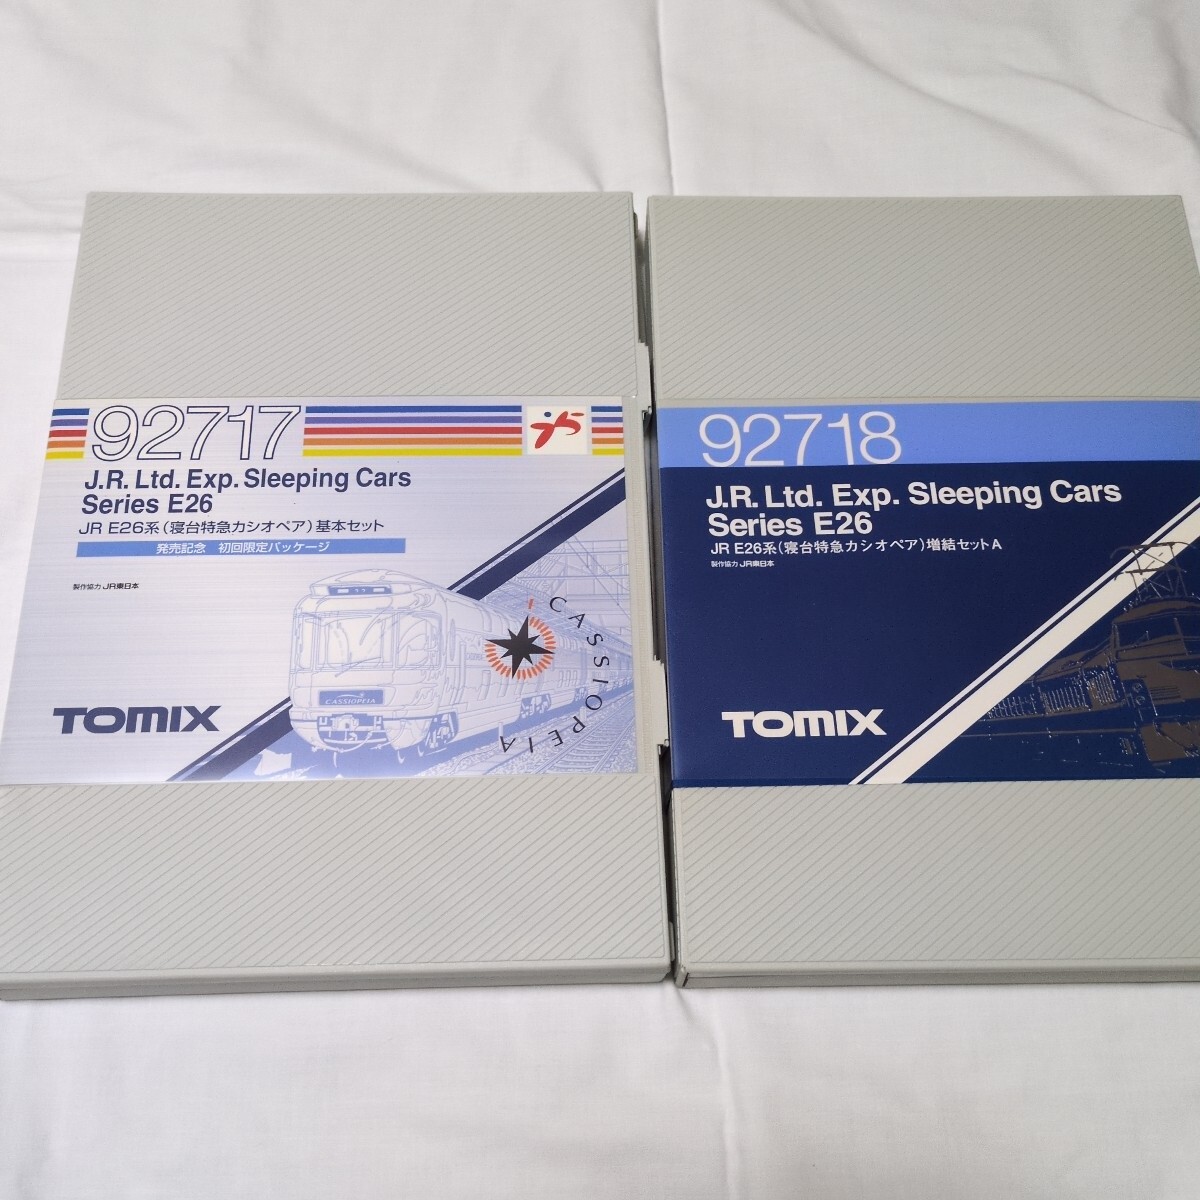 92717
J.R. Ltd. Exp. Sleeping Cars
Series E26
JR E26系(寝台特急カシオペア)基本セット
発売記念 初回限定パッケージ
製作協力 JR東日本
CASSIOPEIA
CASSIOPEIA
TOMIX
92718
J.R. Ltd. Exp. Sleeping Cars
Series E26
JR E26系(寝台特急カシオペア)増結セットA
製作協力 JR東日本
TOMIX